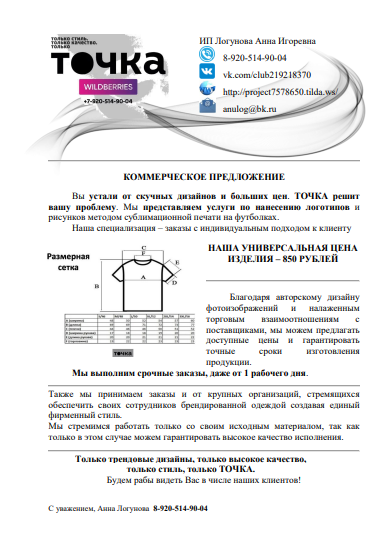 ТОЛЬКО СТИЛЬ.
ТОЛЬКО КАЧЕСТВО.
ТОЛЬКО
ТОЧКА
WILDBERRIES
+7-920-514-90-04
ИП Логунова Анна Игоревна
8-920-514-90-04
vk.com/club219218370
http://project7578650.tilda.ws/
anulog@bk.ru
КОММЕРЧЕСКОЕ ПРЕДЛОЖЕНИЕ
Вы устали от скучных дизайнов и больших цен. ТОЧКА решит
вашу проблему. Мы представляем услуги по нанесению логотипов и
рисунков методом сублимационной печати на футболках.
Наша специализация – заказы с индивидуальным подходом к клиенту
Размерная
сетка
C
F
E
B
A
D
точка
НАША УНИВЕРСАЛЬНАЯ ЦЕНА
ИЗДЕЛИЯ – 850 РУБЛЕЙ
Благодаря авторскому дизайну
фотоизображений и налаженным
торговым взаимоотношениям с
поставщиками, мы можем предлагать
доступные цены и гарантировать
точные сроки изготовления
продукции.
Мы выполним срочные заказы, даже от 1 рабочего дня.
Также мы принимаем заказы и от крупных организаций, стремящихся
обеспечить своих сотрудников брендированной одеждой создавая единый
фирменный стиль.
Мы стремимся работать только со своим исходным материалом, так как
только в этом случае можем гарантировать высокое качество исполнения.
Только трендовые дизайны, только высокое качество,
только стиль, только ТОЧКА.
Будем рабы видеть Вас в числе наших клиентов!
С уважением, Анна Логунова 8-920-514-90-04